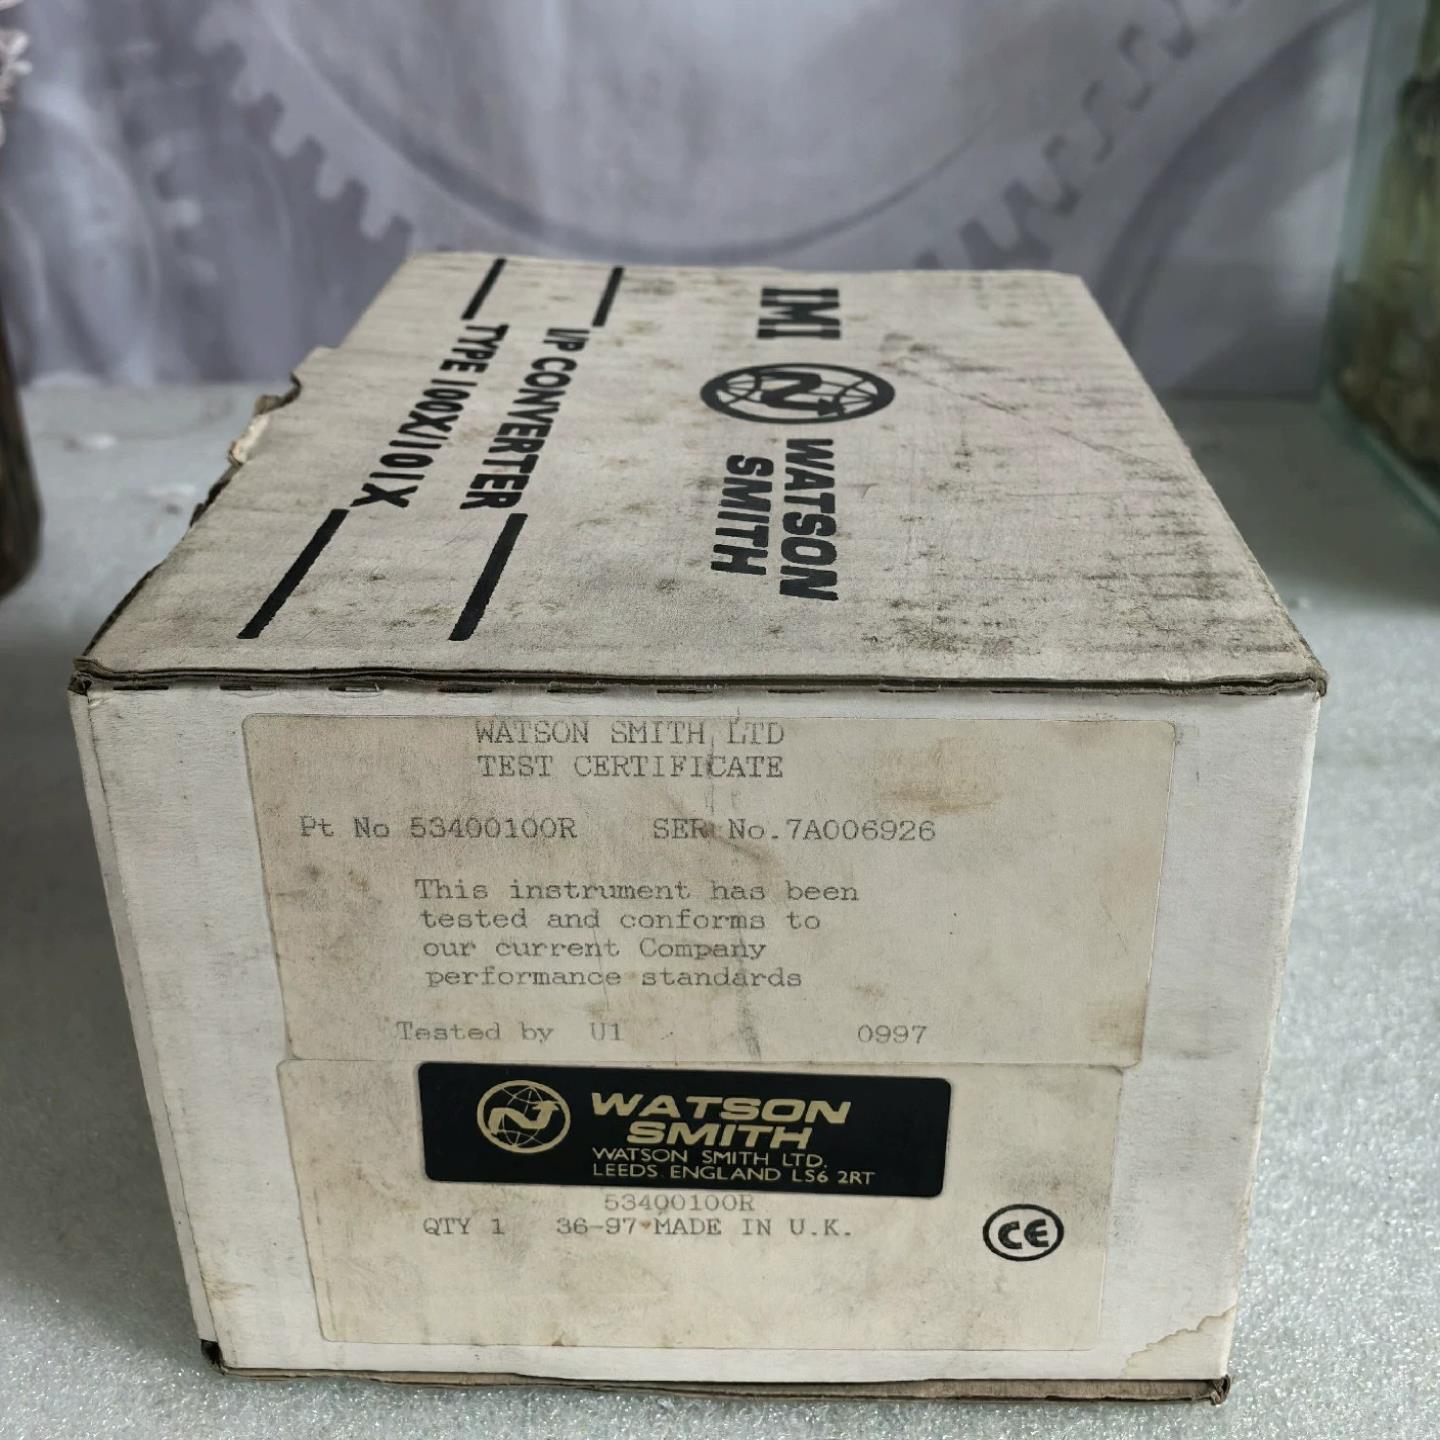 IMI
WATSON
SMITH
I/P CONVERTER
TYPE 100X/101X
WATSON SMITH LTD
TEST CERTIFICATE
Pt No 53400100R SER No.7A006926
This instrument has been
tested and conforms to
our current Company
performance standards
Tested by U1 0997
WATSON
SMITH
WATSON SMITH LTD.
LEEDS ENGLAND LS6 2RT
53400100R
QTY 1 36-97 MADE IN U.K.
CE